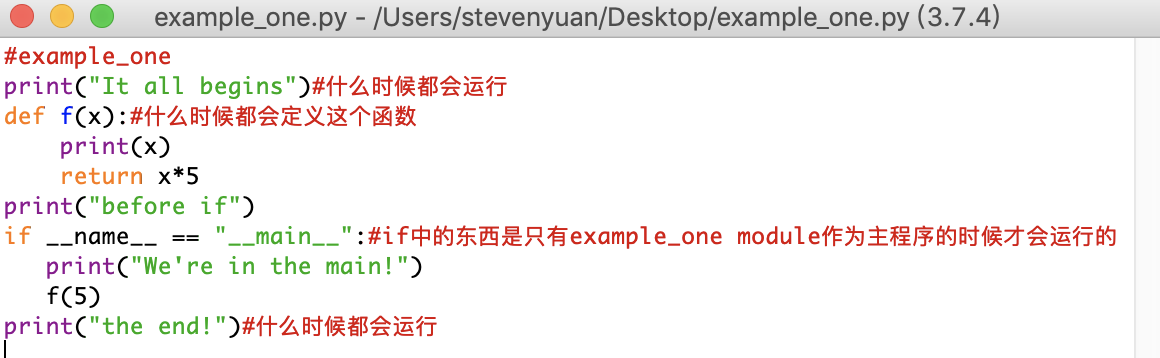 example_one.py - /Users/stevenyuan/Desktop/example_one.py (3.7.4)
#example_one
print("It all begins")#什么时候都会运行
def f(x):#什么时候都会定义这个函数
    print(x)
    return x*5
print("before if")
if __name__ == "__main__":#if中的东西是只有example_one module作为主程序的时候才会运行的
   print("We're in the main!")
   f(5)
print("the end!")#什么时候都会运行